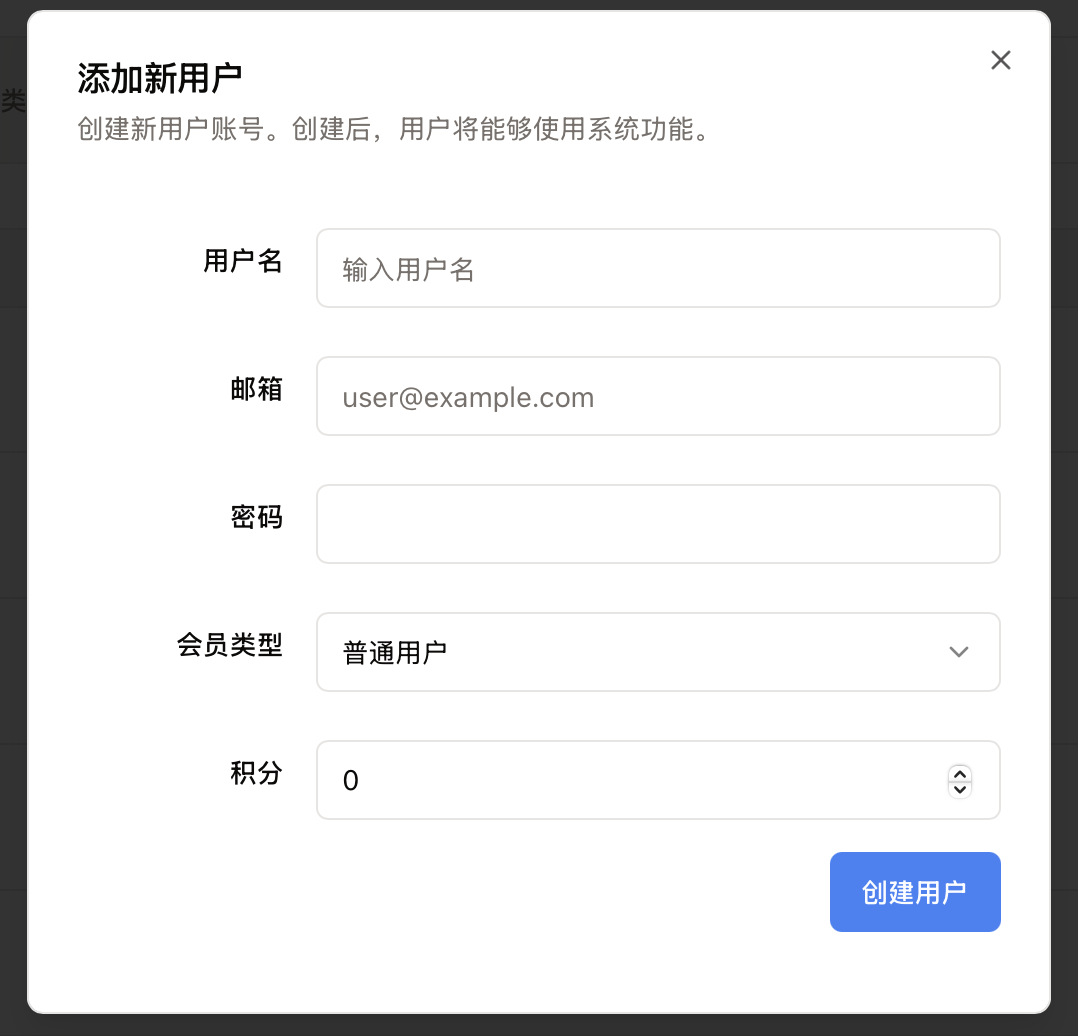 添加新用户
创建新用户账号。创建后，用户将能够使用系统功能。
类
用户名
输入用户名
邮箱
user@example.com
密码
会员类型
普通用户
积分
0
创建用户